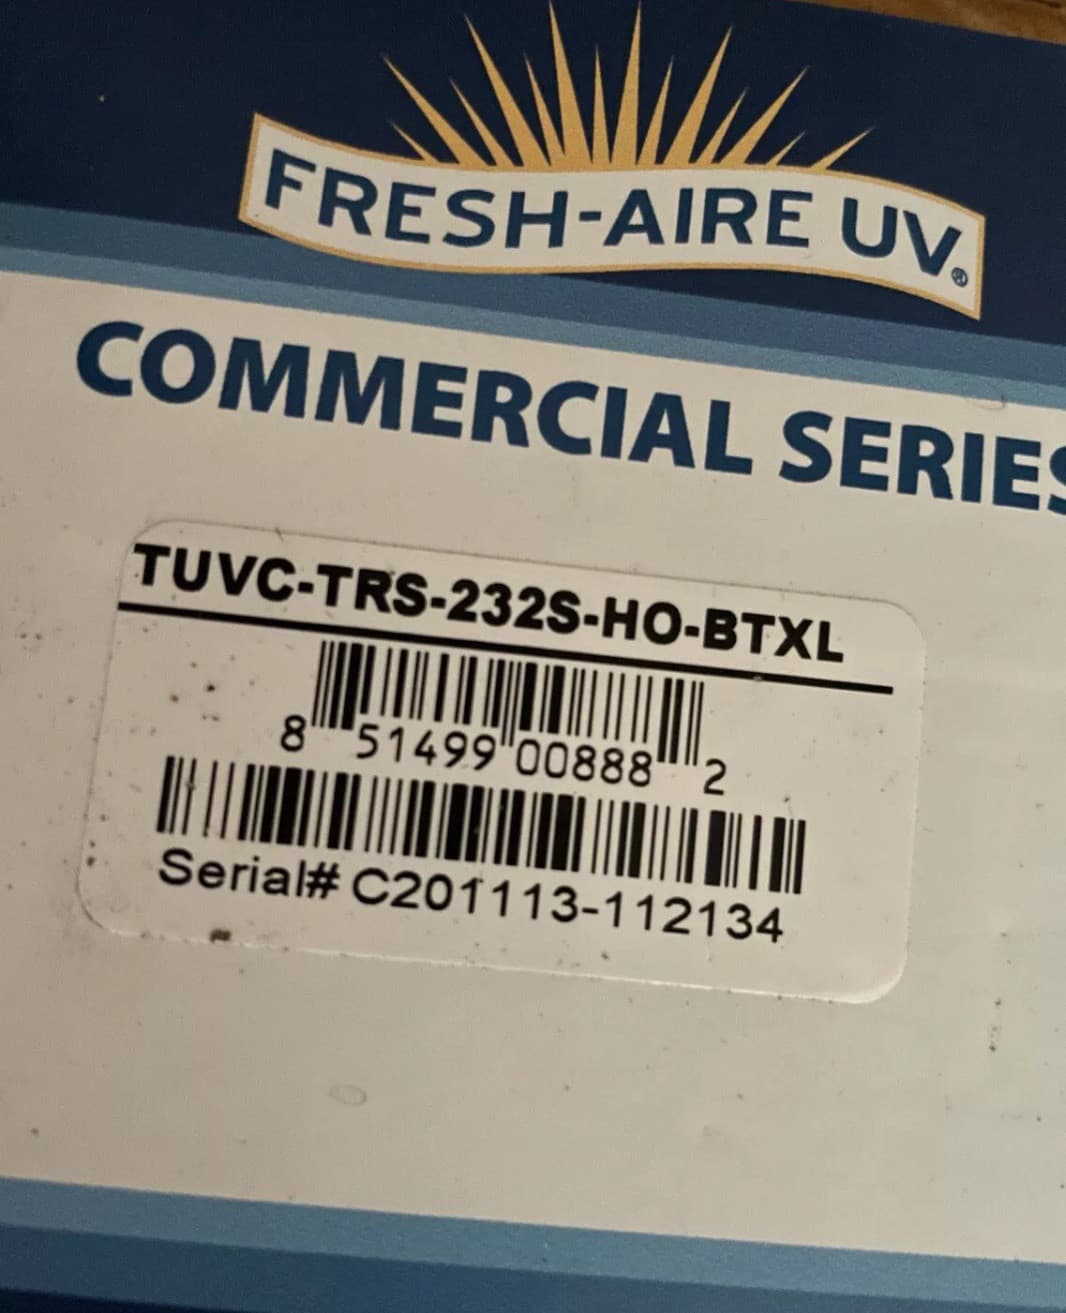 FRESH-AIRE UV®
COMMERCIAL SERIES
TUVC-TRS-232S-HO-BTXL
8 51499 00888 2
Serial# C201113-112134